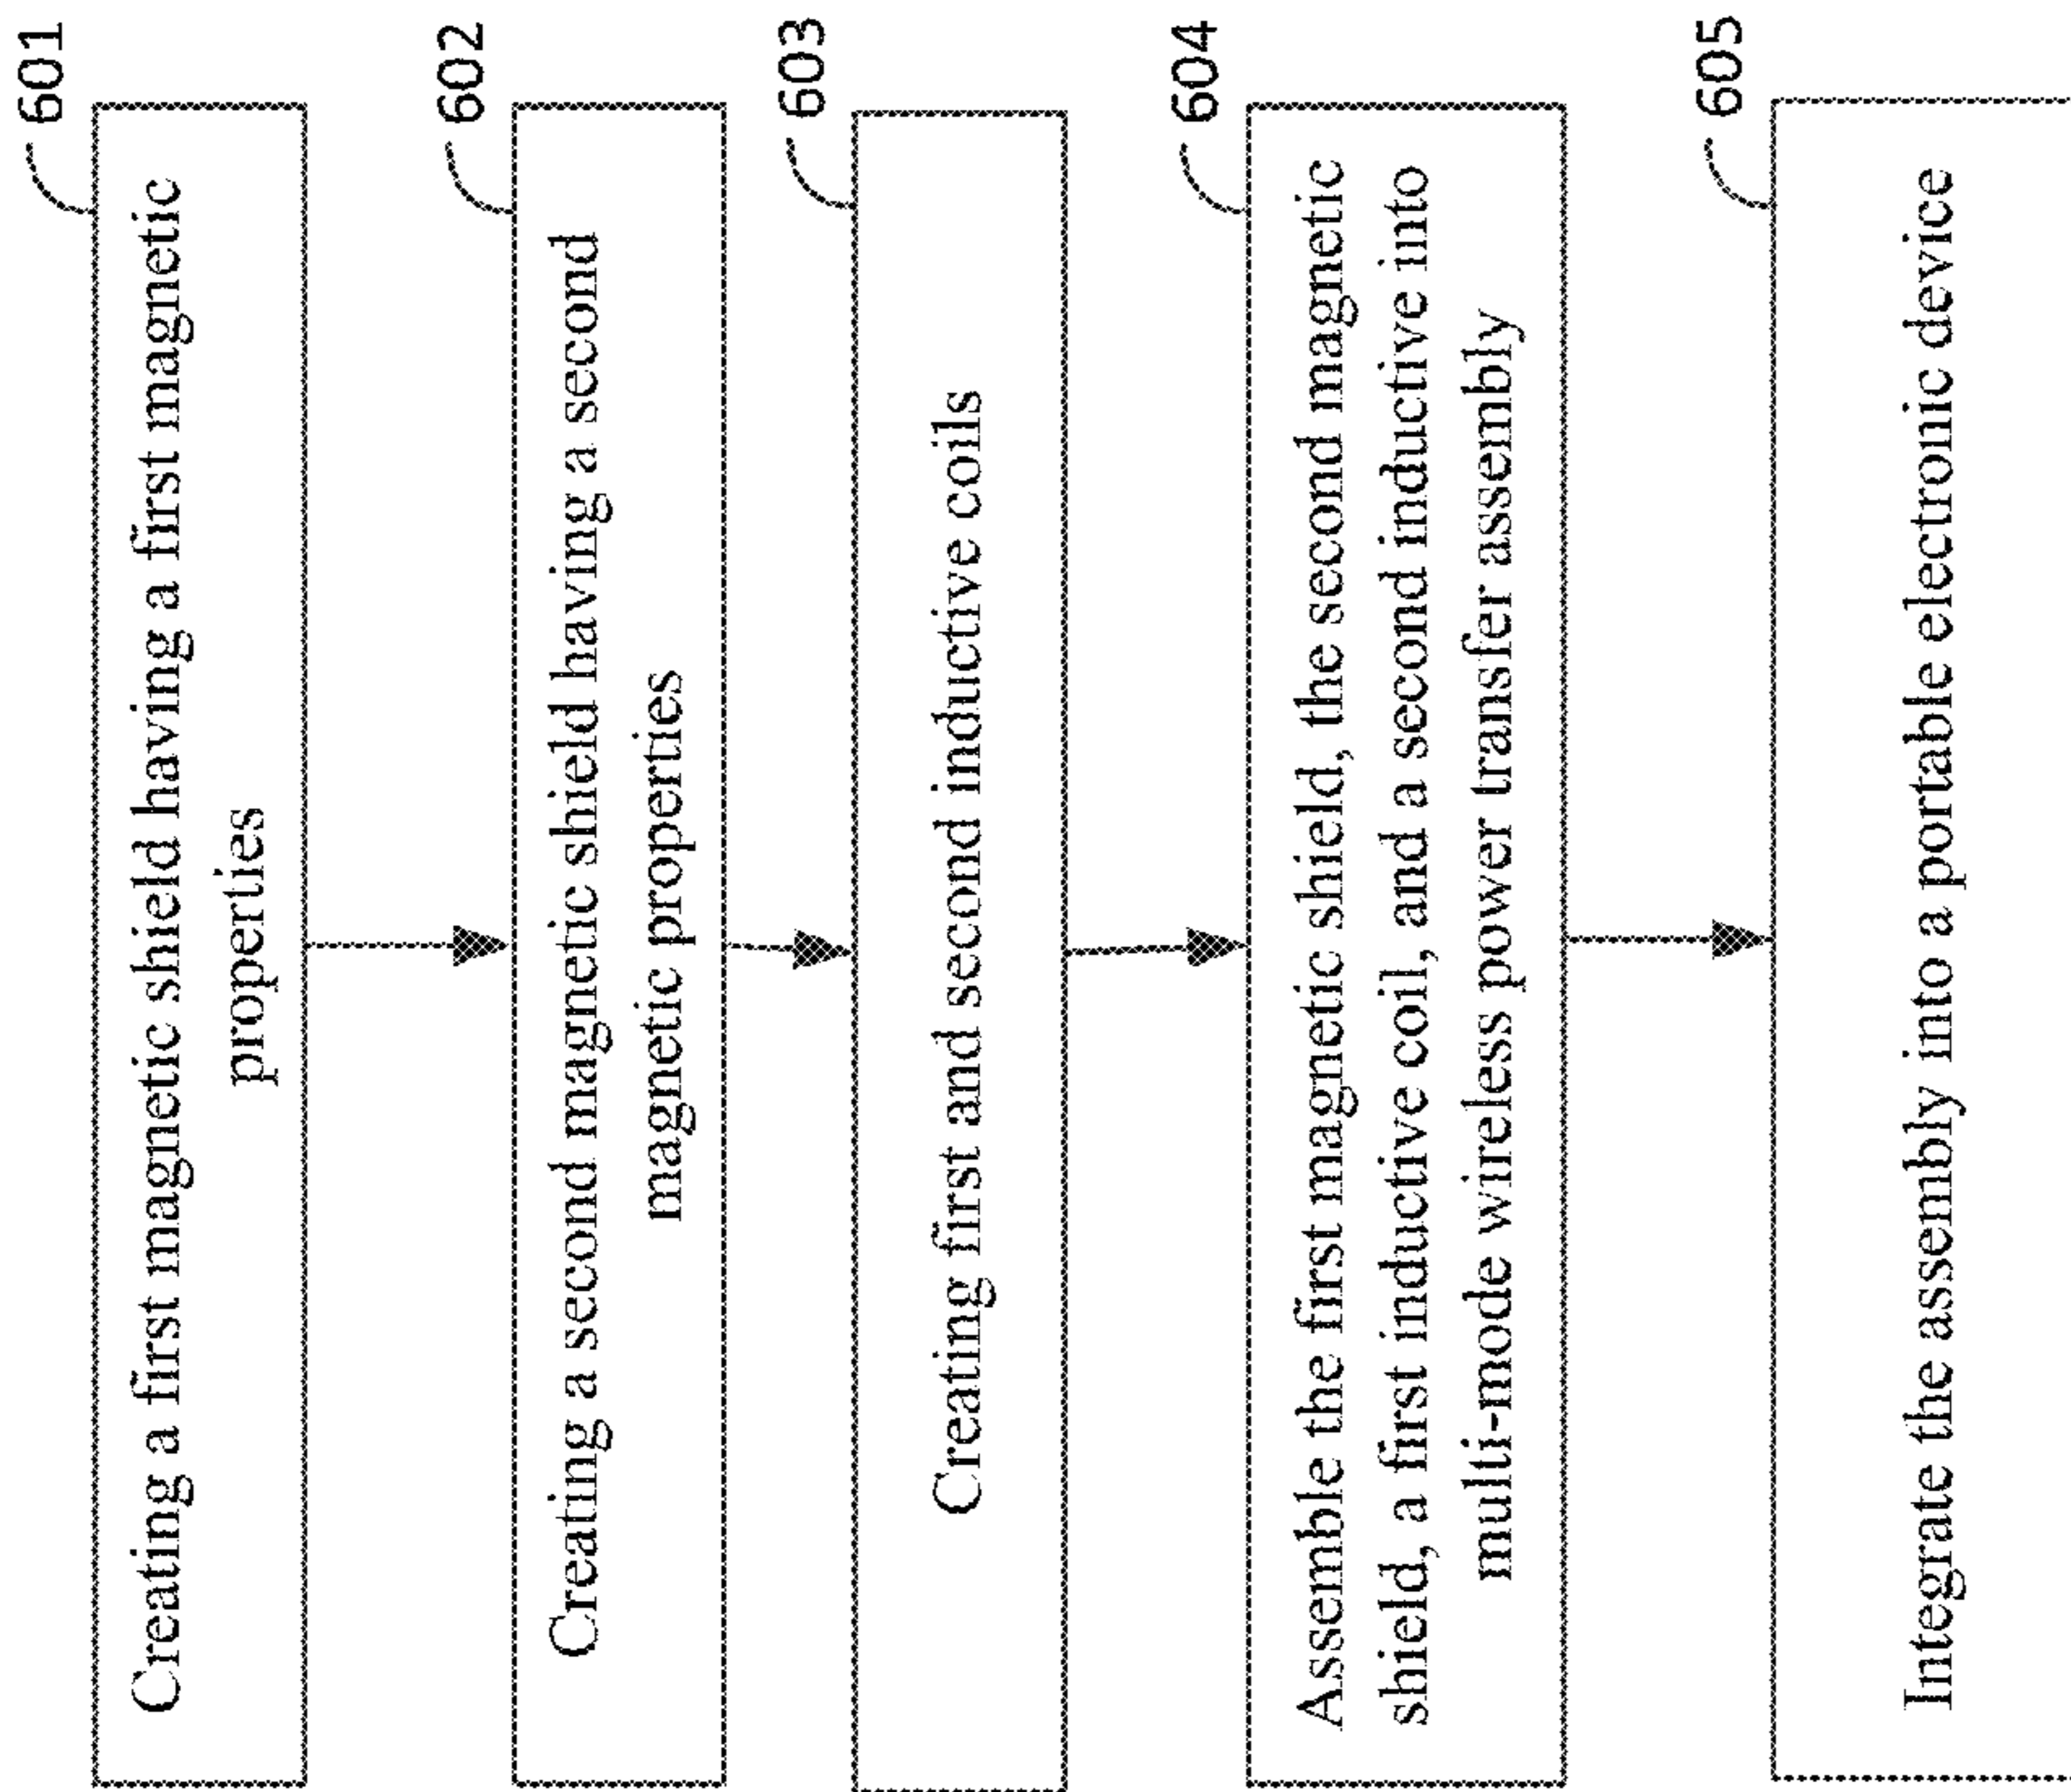 601
Creating a first magnetic shield having a first magnetic
properties
602
Creating a second magnetic shield having a second
magnetic properties
603
Creating first and second inductive coils
604
Assemble the first magnetic shield, the second magnetic
shield, a first inductive coil, and a second inductive into
multi-mode wireless power transfer assembly
605
Integrate the assembly into a portable electronic device